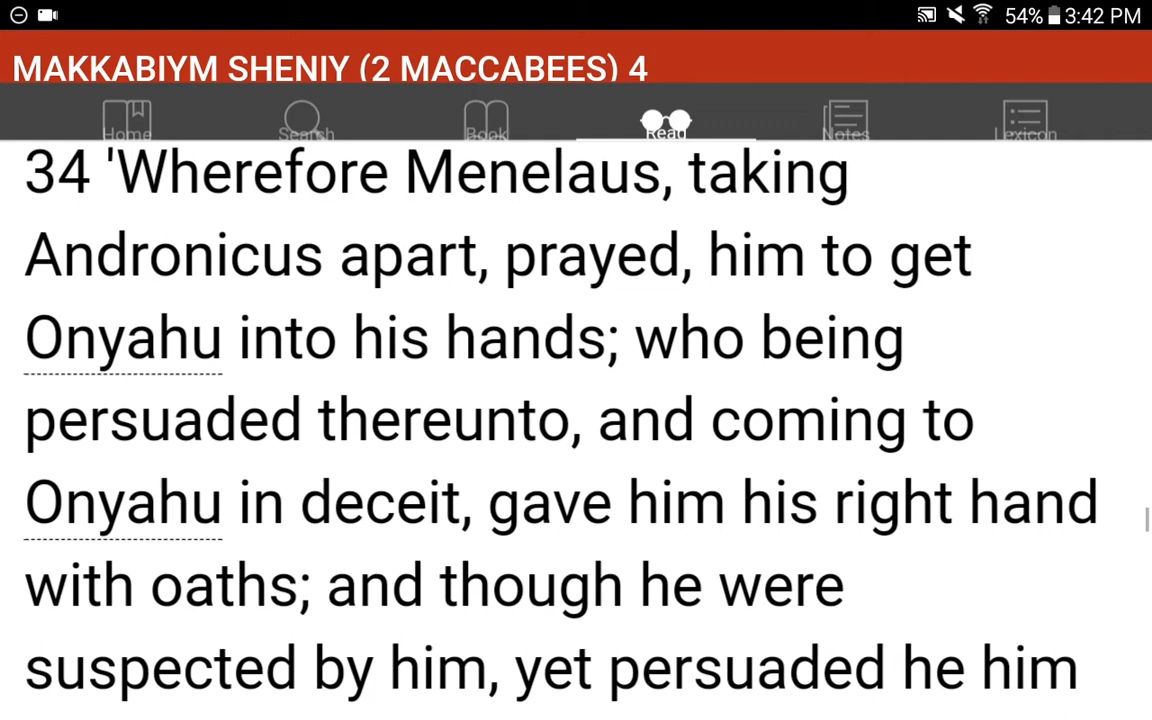 54% 3:42 PM
MAKKABIYM SHENIY (2 MACCABEES) 4
Home Search Book Read Notes Lexicon
34 'Wherefore Menelaus, taking
Andronicus apart, prayed, him to get
Onyahu into his hands; who being
persuaded thereunto, and coming to
Onyahu in deceit, gave him his right hand
with oaths; and though he were
suspected by him, yet persuaded he him